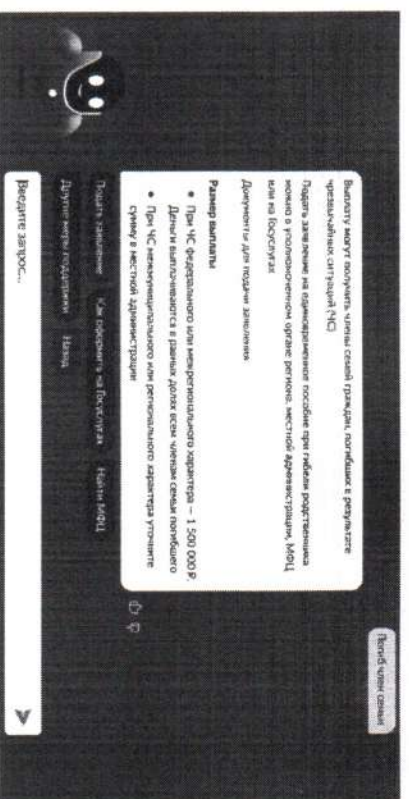 Погиб член семьи
Выплату могут получить члены семей граждан, погибших в результате
чрезвычайных ситуаций (ЧС)
Подать заявление на единовременное пособие при гибели родственника
можно в уполномоченном органе региона, местной администрации, МФЦ
или на Госуслугах
Документы для подачи заявления
Размер выплаты
• При ЧС федерального или межрегионального характера — 1 500 000 ₽.
Деньги выплачиваются в равных долях всем членам семьи погибшего
• При ЧС межмуниципального или регионального характера уточните
сумму в местной администрации
Подать заявление Как оформить на Госуслугах Найти МФЦ
Другие меры поддержки Назад
Введите запрос...